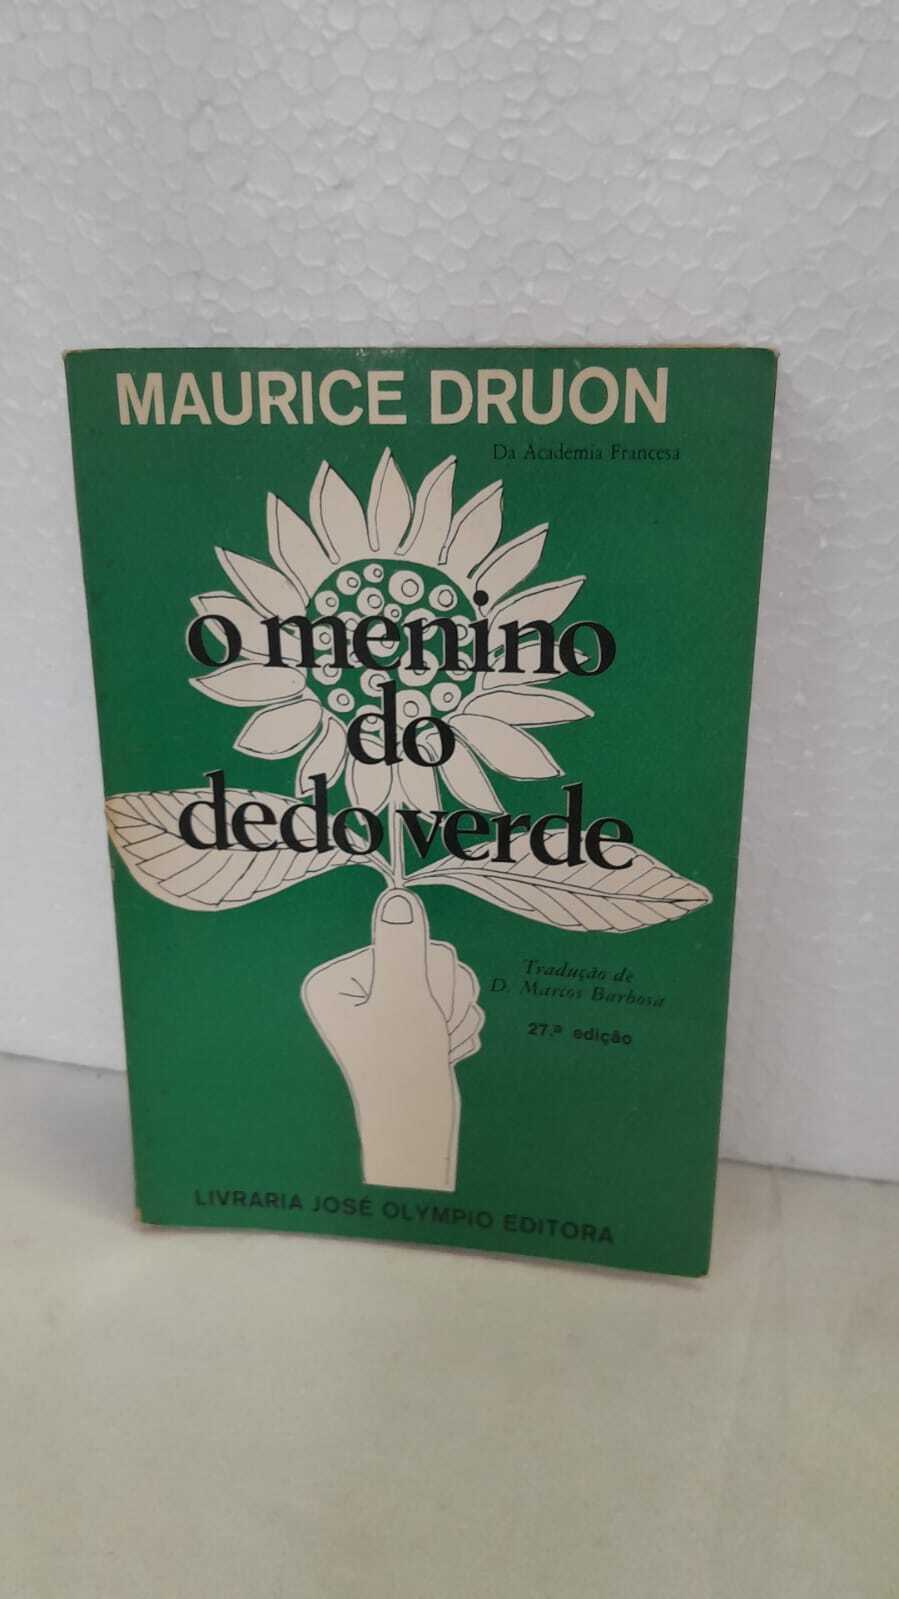 MAURICE DRUON
Da Academia Francesa
o menino
do
dedo verde
Tradução de
D. Marcos Barbosa
27.ª edição
LIVRARIA JOSÉ OLYMPIO EDITORA